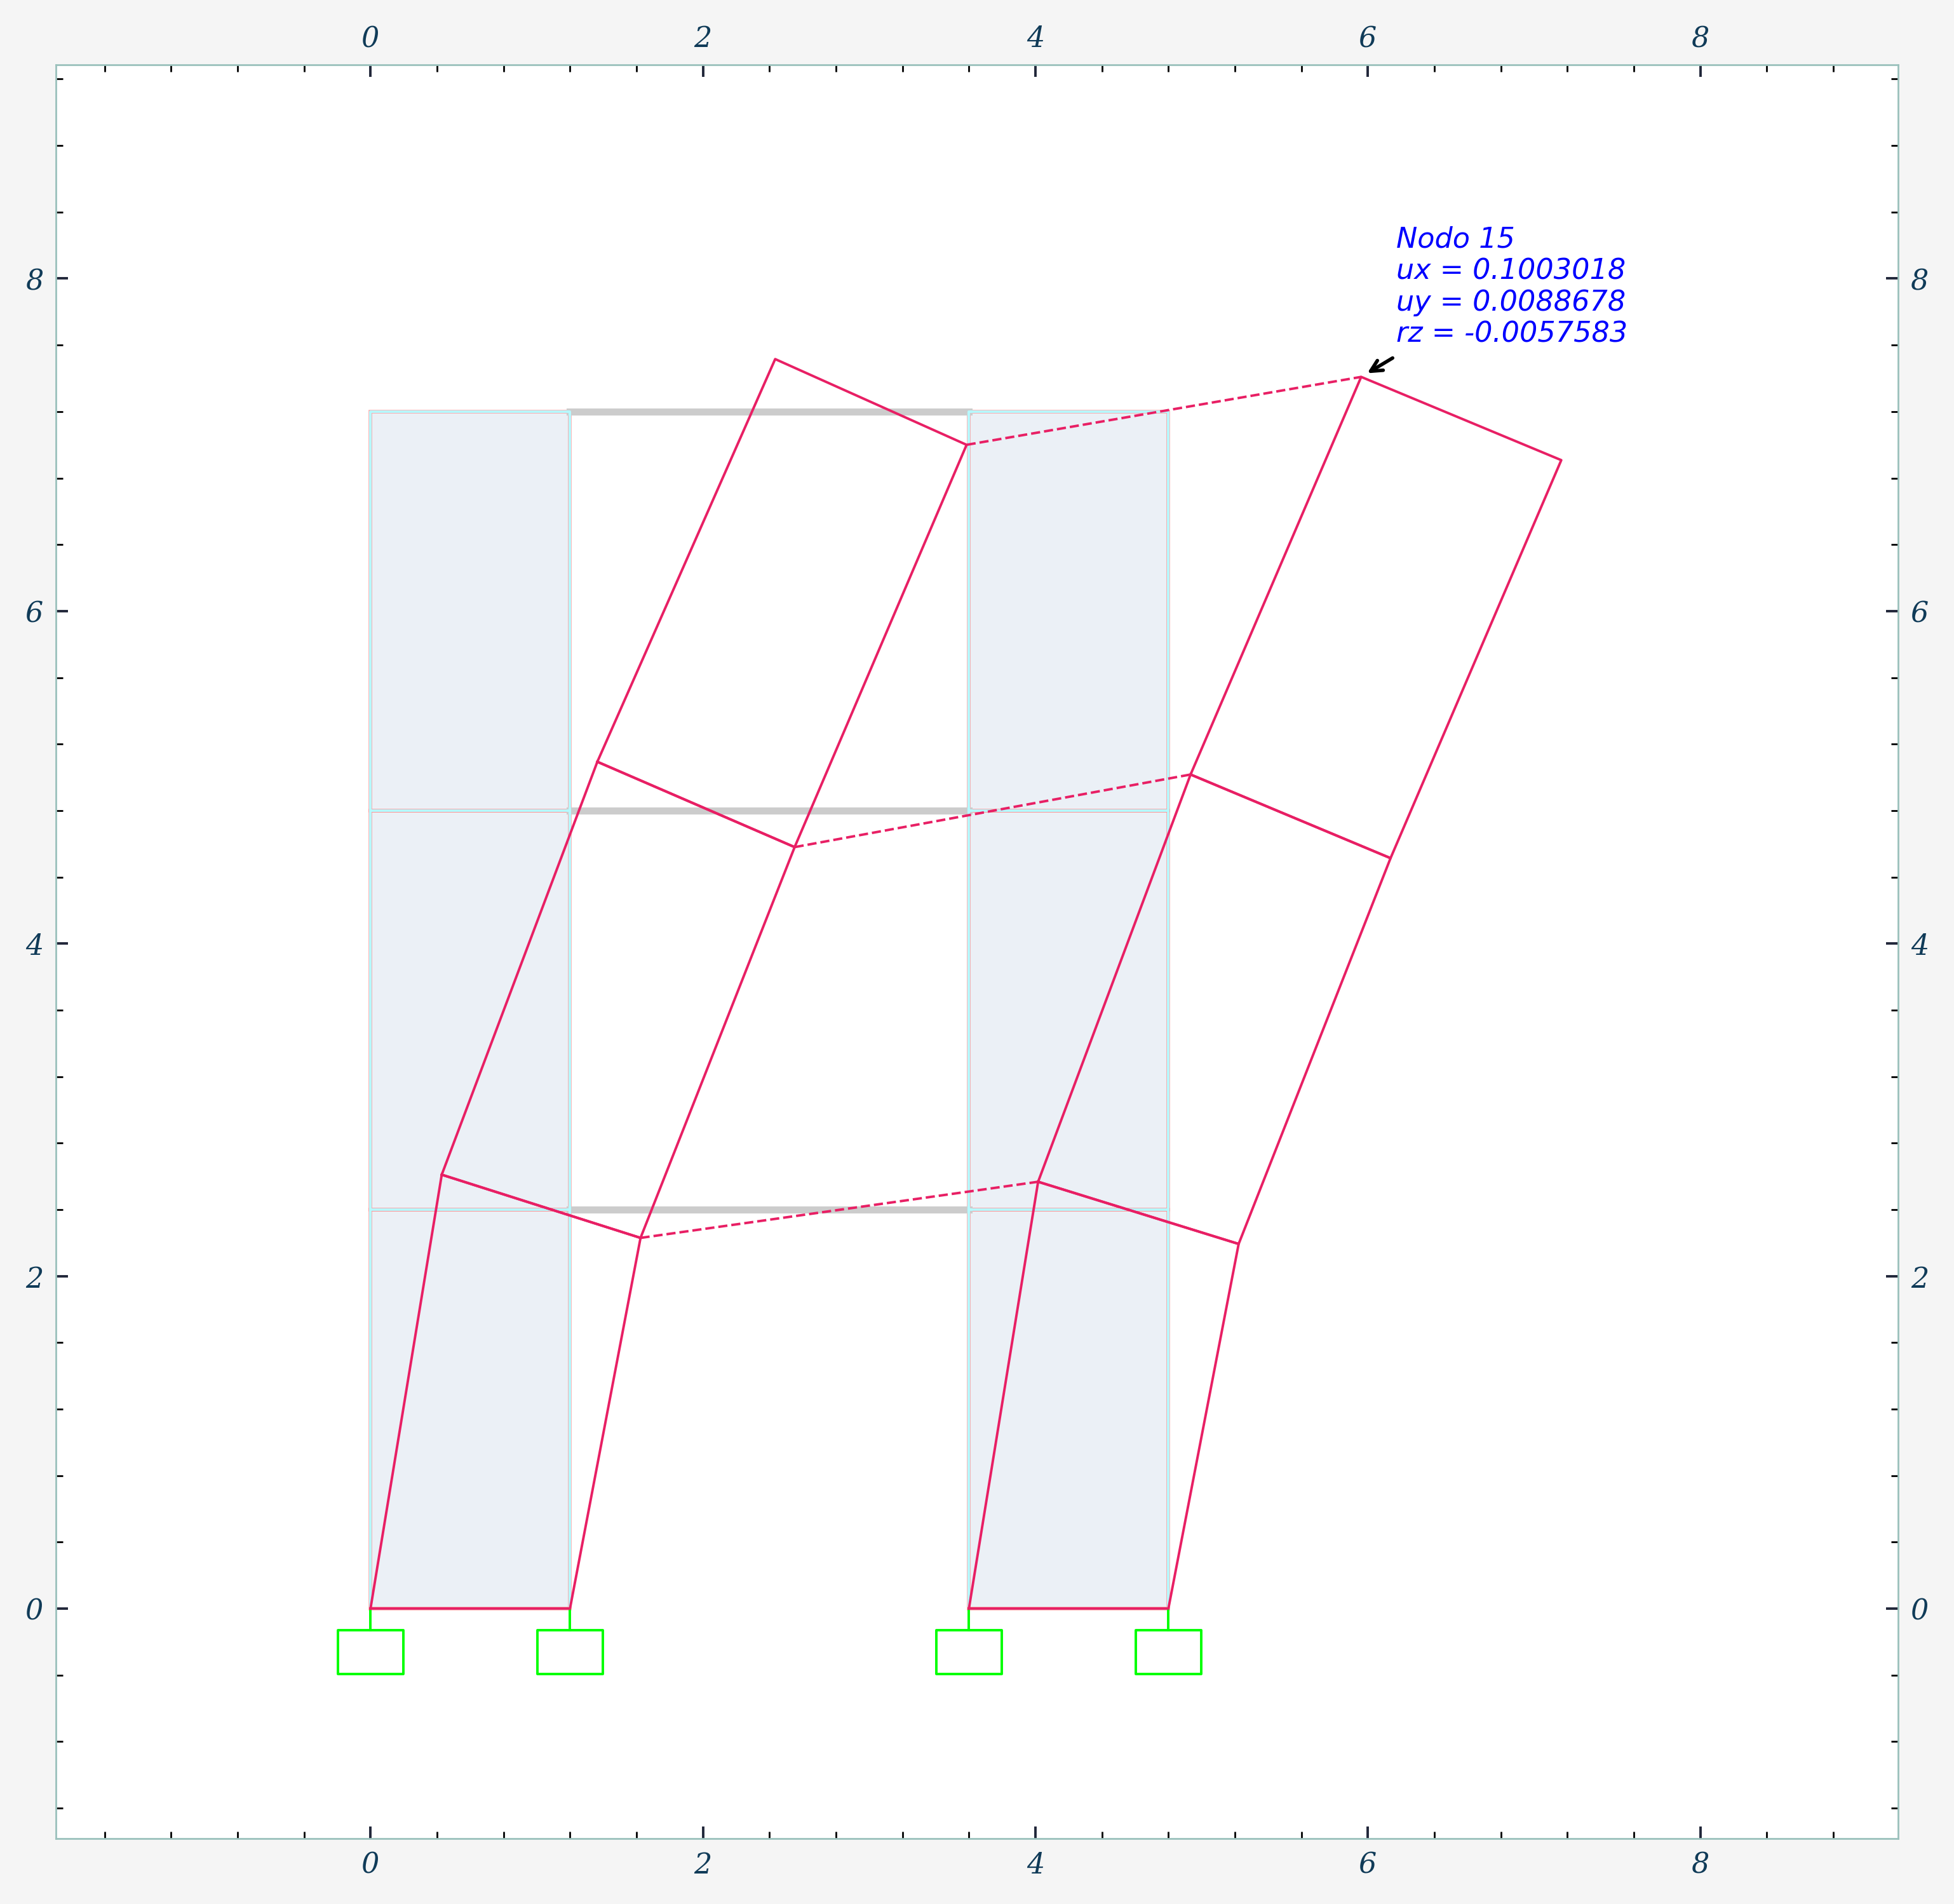 0 2 4 6 8
Nodo 15
ux = 0.1003018
uy = 0.0088678
rz = -0.0057583
8 8
6 6
4 4
2 2
0 0
0 2 4 6 8